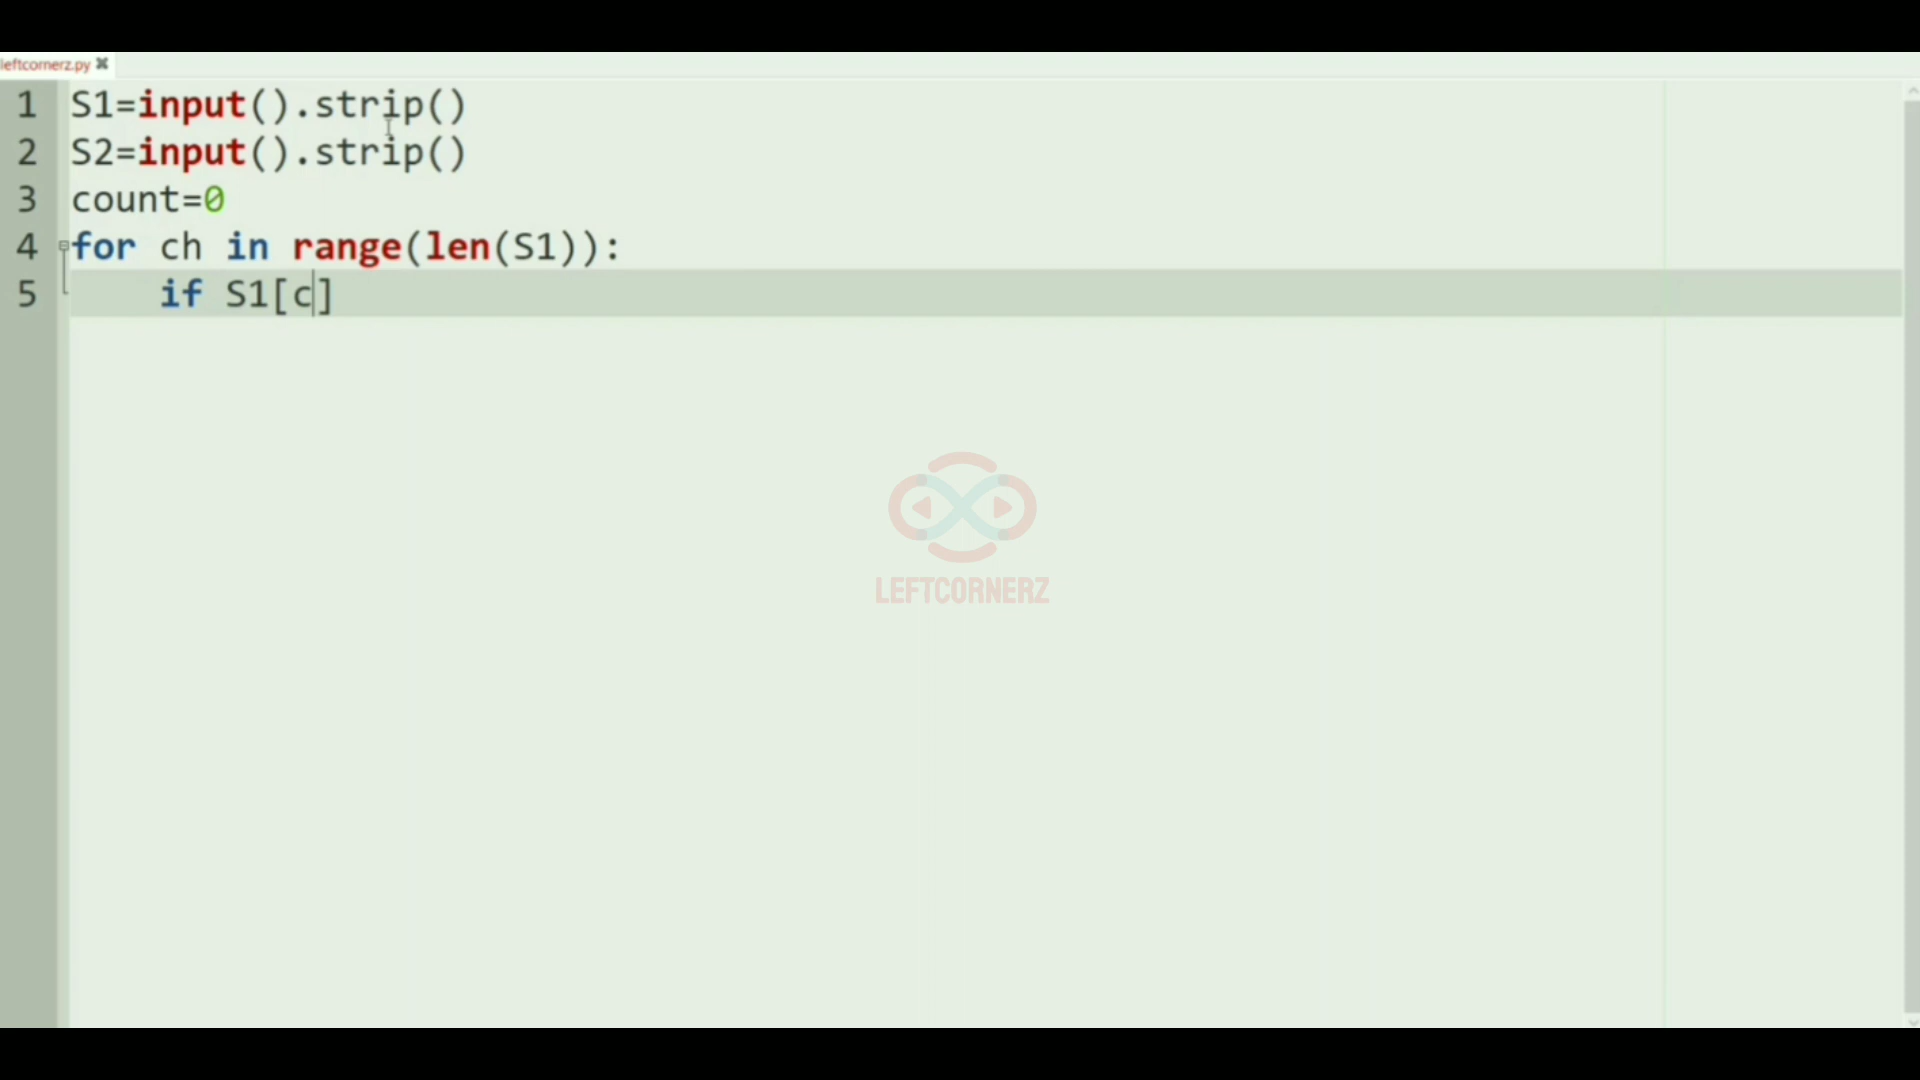 leftcornerz.py
1 S1=input().strip()
2 S2=input().strip()
3 count=0
4 for ch in range(len(S1)):
5 if S1[c]
LEFTCORNERZ